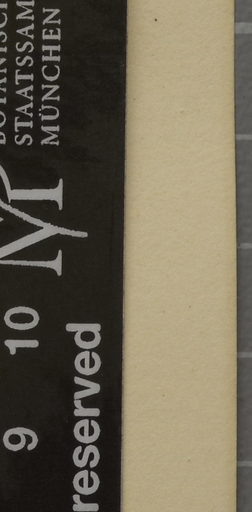 STAATSSAM
MÜNCHEN
M
9 10
reserved